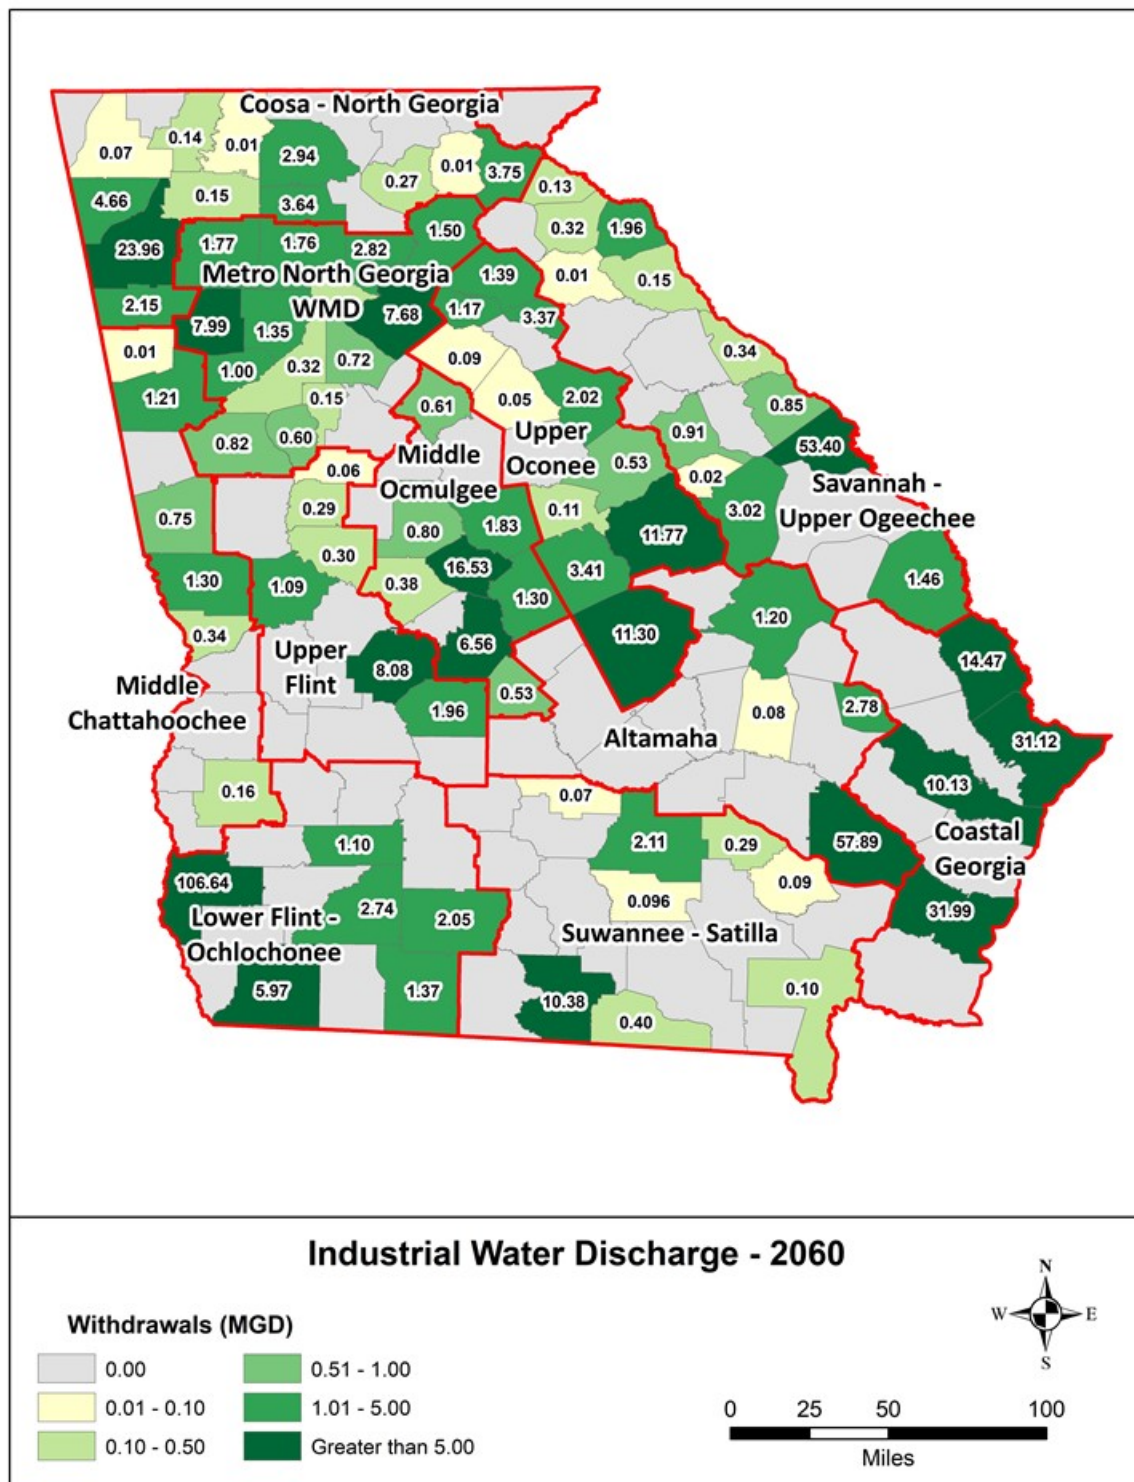 Coosa - North Georgia
0.07
0.14
0.01
2.94
0.27
0.01
3.75
0.13
4.66
0.15
3.64
0.32
1.96
23.96
1.77
1.76
2.82
1.50
Metro North Georgia
WMD
1.39
0.01
0.15
2.15
7.99
1.35
7.68
1.17
3.37
0.01
1.00
0.32
0.72
0.09
0.34
1.21
0.15
0.61
0.05
2.02
0.85
0.82
0.60
Upper
Oconee
0.91
53.40
0.06
Middle
Ocmulgee
0.53
0.02
Savannah -
Upper Ogeechee
0.75
0.29
0.80
1.83
0.11
11.77
3.02
0.30
16.53
3.41
1.30
1.09
0.38
1.30
1.46
0.34
6.56
11.30
1.20
Upper
Flint
8.08
14.47
Middle
Chattahoochee
1.96
0.53
0.08
2.78
Altamaha
31.12
0.16
0.07
10.13
1.10
2.11
0.29
57.89
Coastal
Georgia
106.64
0.096
0.09
Lower Flint -
Ochlochonee
2.74
2.05
31.99
Suwannee - Satilla
5.97
1.37
10.38
0.40
0.10
Industrial Water Discharge - 2060
Withdrawals (MGD)
0.00
0.01 - 0.10
0.10 - 0.50
0.51 - 1.00
1.01 - 5.00
Greater than 5.00
N
W E
S
0 25 50 100
Miles